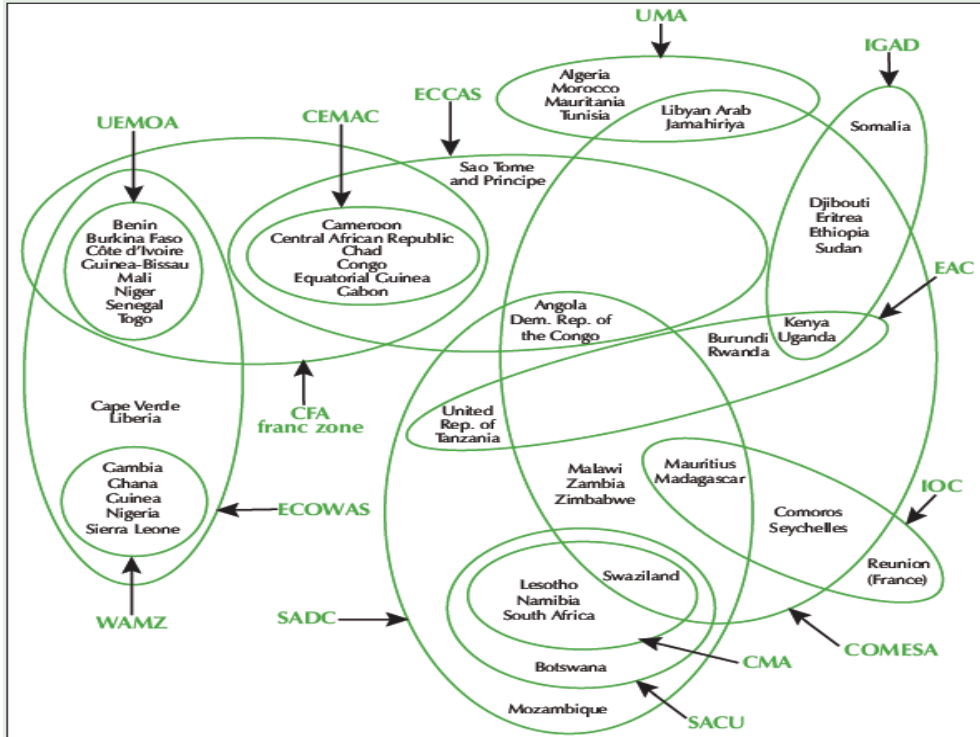 UMA
IGAD
Algeria
Morocco
Mauritania
Tunisia
Libyan Arab
Jamahiriya
ECCAS
CEMAC
UEMOA
Somalia
Sao Tome
and Principe
Djibouti
Eritrea
Ethiopia
Sudan
Benin
Burkina Faso
Côte d'Ivoire
Guinea-Bissau
Mali
Niger
Senegal
Togo
Cameroon
Central African Republic
Chad
Congo
Equatorial Guinea
Gabon
EAC
Angola
Dem. Rep. of
the Congo
Burundi
Rwanda
Kenya
Uganda
Cape Verde
Liberia
CFA
franc zone
United
Rep. of
Tanzania
Gambia
Ghana
Guinea
Nigeria
Sierra Leone
ECOWAS
Malawi
Zambia
Zimbabwe
Mauritius
Madagascar
IOC
Comoros
Seychelles
Reunion
(France)
Swaziland
Lesotho
Namibia
South Africa
WAMZ
SADC
COMESA
CMA
Botswana
Mozambique
SACU